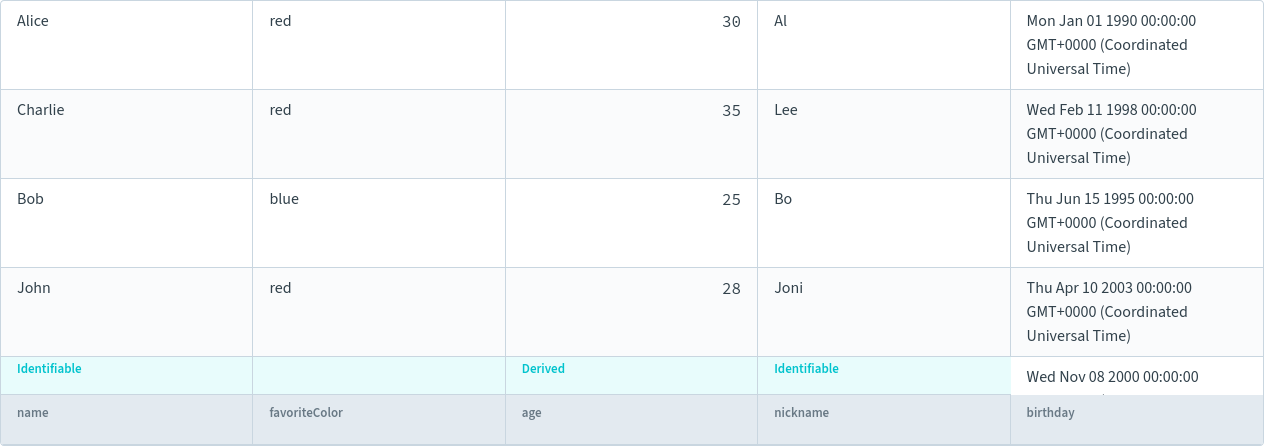 Alice red 30 Al Mon Jan 01 1990 00:00:00
GMT+0000 (Coordinated
Universal Time)
Charlie red 35 Lee Wed Feb 11 1998 00:00:00
GMT+0000 (Coordinated
Universal Time)
Bob blue 25 Bo Thu Jun 15 1995 00:00:00
GMT+0000 (Coordinated
Universal Time)
John red 28 Joni Thu Apr 10 2003 00:00:00
GMT+0000 (Coordinated
Universal Time)
Identifiable Derived Identifiable Wed Nov 08 2000 00:00:00
name favoriteColor age nickname birthday